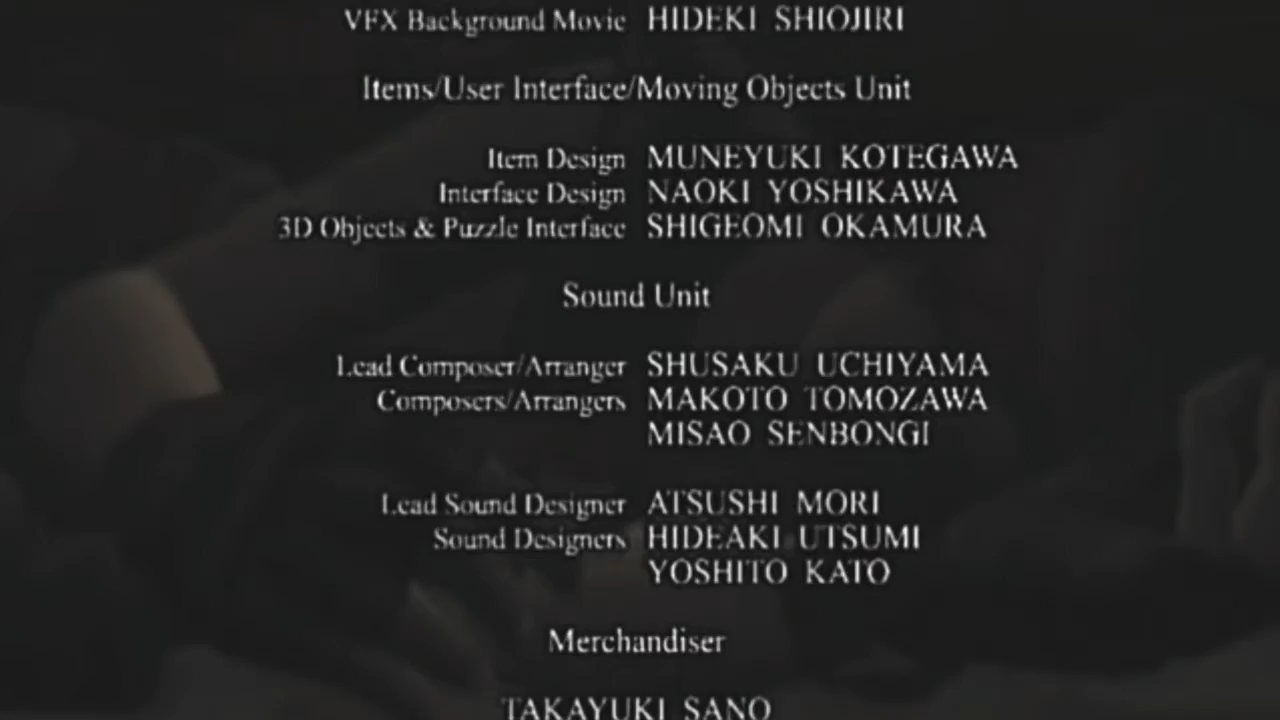 VFX Background Movie HIDEKI SHIOJIRI
Items/User Interface/Moving Objects Unit
Item Design MUNEYUKI KOTEGAWA
Interface Design NAOKI YOSHIKAWA
3D Objects & Puzzle Interface SHIGEOMI OKAMURA
Sound Unit
Lead Composer/Arranger SHUSAKU UCHIYAMA
Composers/Arrangers MAKOTO TOMOZAWA
MISAO SENBONGI
Lead Sound Designer ATSUSHI MORI
Sound Designers HIDEAKI UTSUMI
YOSHITO KATO
Merchandiser
TAKAYUKI SANO